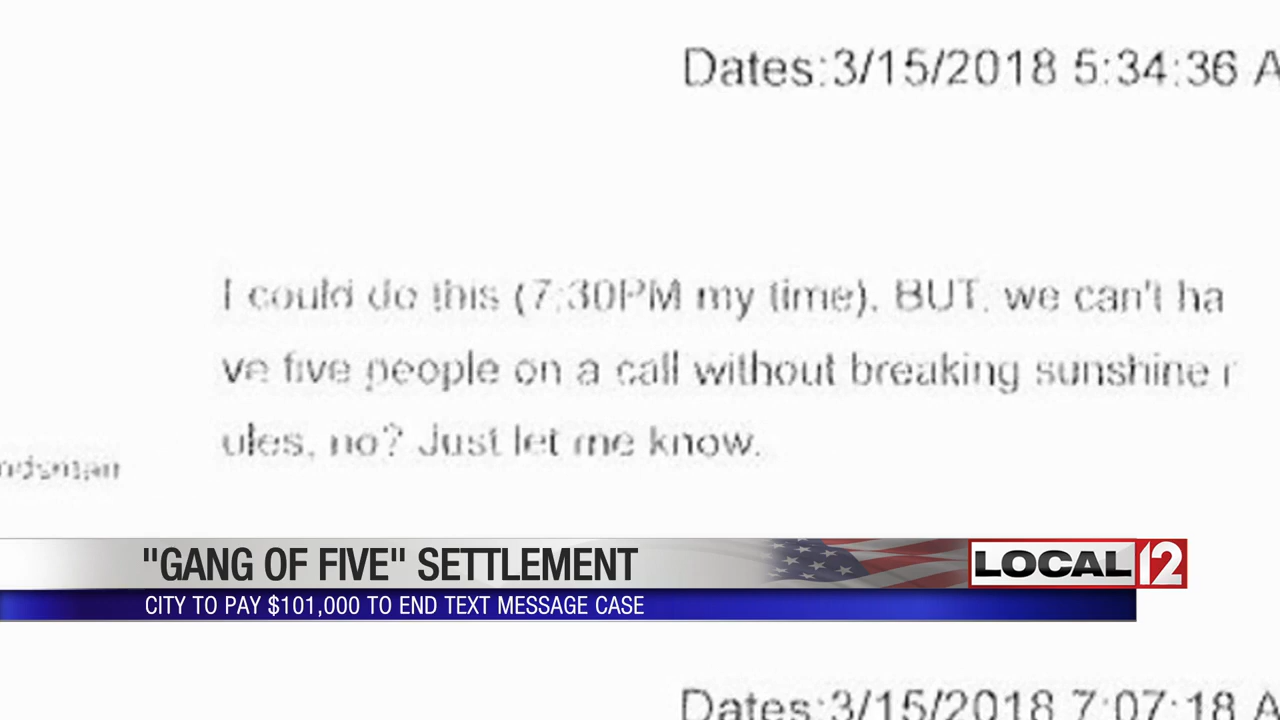 Dates:3/15/2018 5:34:36 A
I could do this (7:30PM my time). BUT, we can't ha
ve five people on a call without breaking sunshine r
ules, no? Just let me know.
ndsman
"GANG OF FIVE" SETTLEMENT
LOCAL 12
CITY TO PAY $101,000 TO END TEXT MESSAGE CASE
Dates:3/15/2018 7:07:18 A